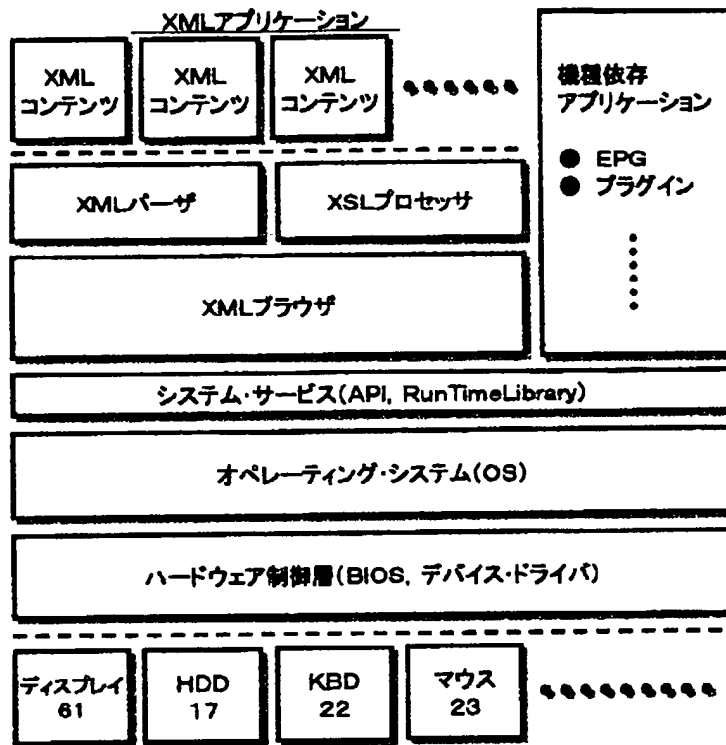 XMLアプリケーション
XML
コンテンツ
XML
コンテンツ
XML
コンテンツ
機種依存
アプリケーション
● EPG
● プラグイン
XMLパーザ
XSLプロセッサ
XMLブラウザ
システム・サービス(API, RunTimeLibrary)
オペレーティング・システム(OS)
ハードウェア制御層(BIOS, デバイス・ドライバ)
ディスプレイ
61
HDD
17
KBD
22
マウス
23